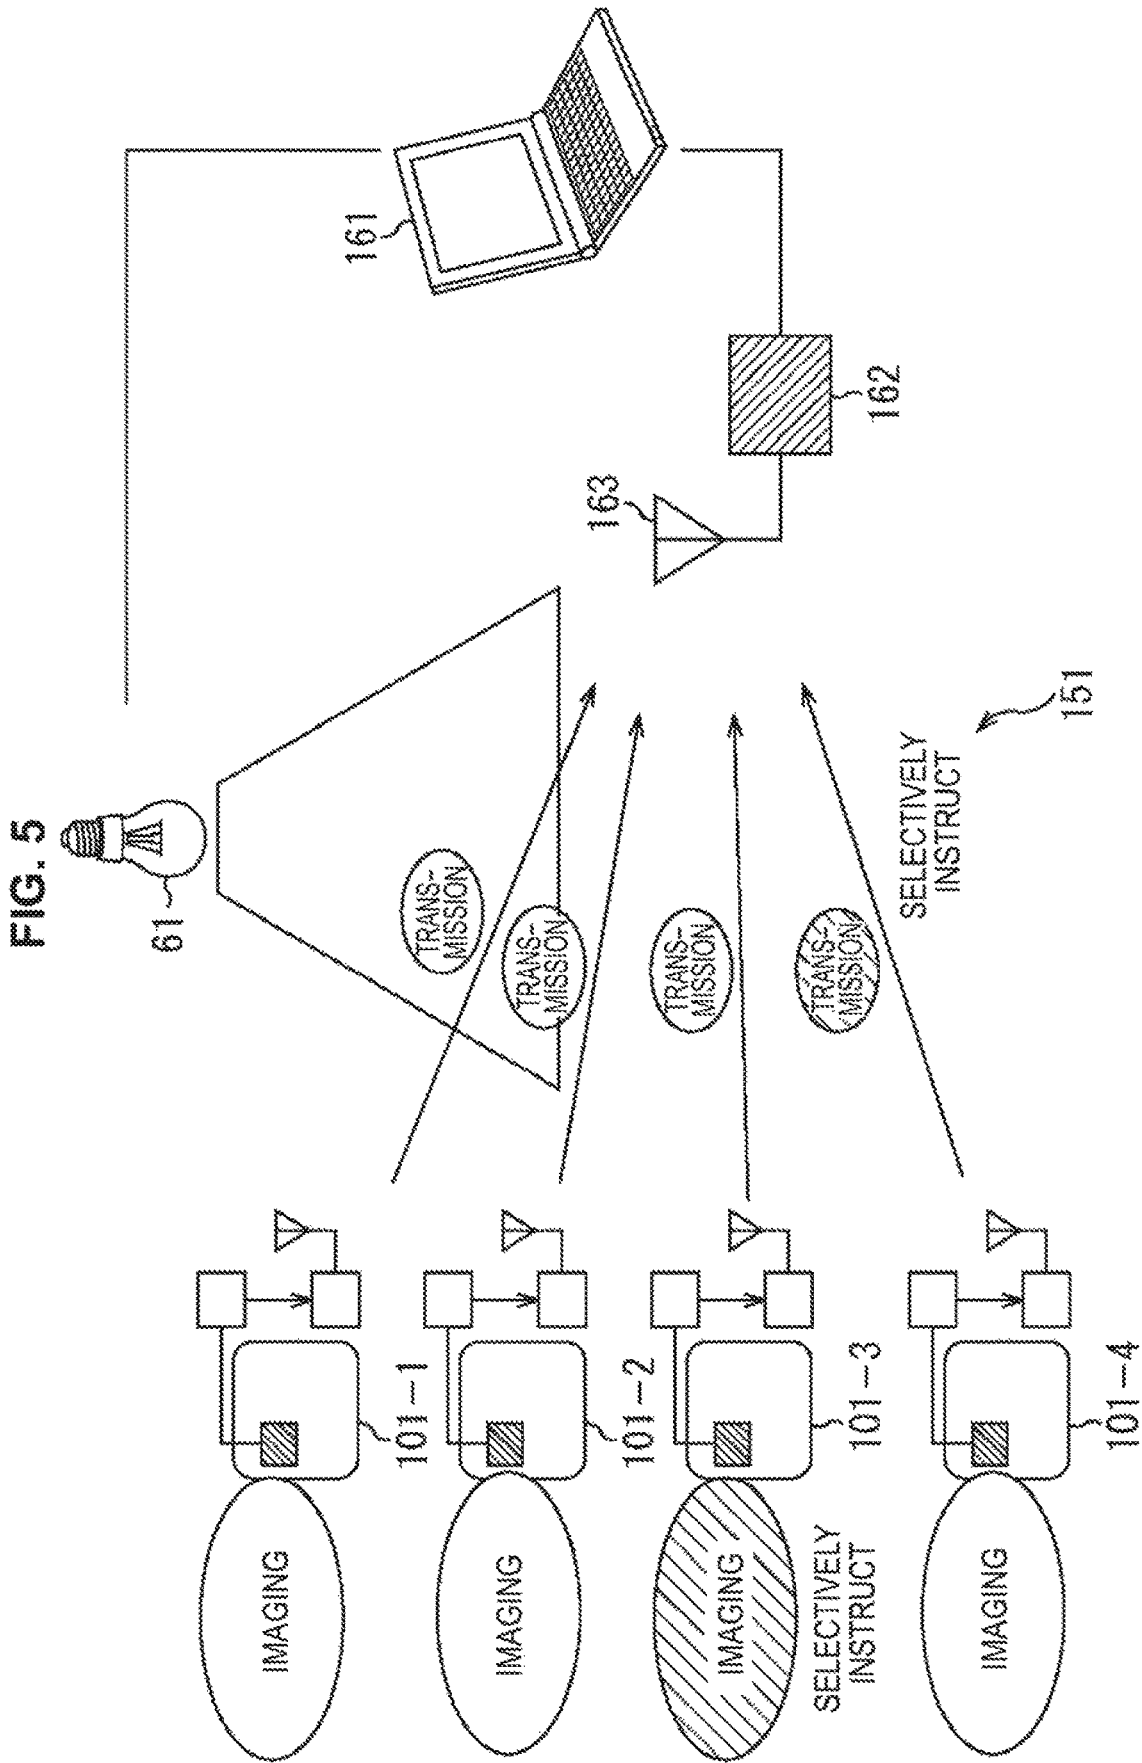 FIG. 5
61
161
163
162
TRANS-
MISSION
TRANS-
MISSION
TRANS-
MISSION
TRANS-
MISSION
SELECTIVELY
INSTRUCT
151
101-1
101-2
101-3
101-4
IMAGING
IMAGING
IMAGING
SELECTIVELY
INSTRUCT
IMAGING